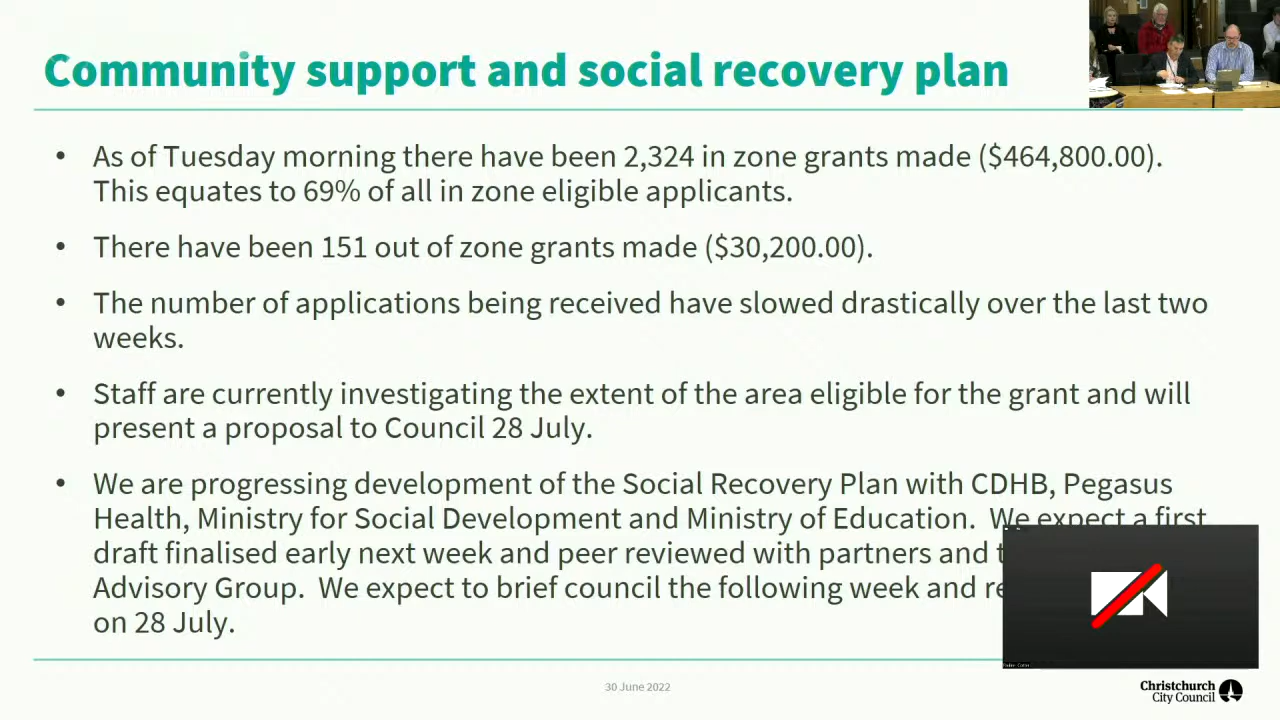 Community support and social recovery plan
• As of Tuesday morning there have been 2,324 in zone grants made ($464,800.00).
This equates to 69% of all in zone eligible applicants.
• There have been 151 out of zone grants made ($30,200.00).
• The number of applications being received have slowed drastically over the last two
weeks.
• Staff are currently investigating the extent of the area eligible for the grant and will
present a proposal to Council 28 July.
• We are progressing development of the Social Recovery Plan with CDHB, Pegasus
Health, Ministry for Social Development and Ministry of Education.  We expect a first
draft finalised early next week and peer reviewed with partners and
Advisory Group.  We expect to brief council the following week and
on 28 July.
30 June 2022
Christchurch
City Council